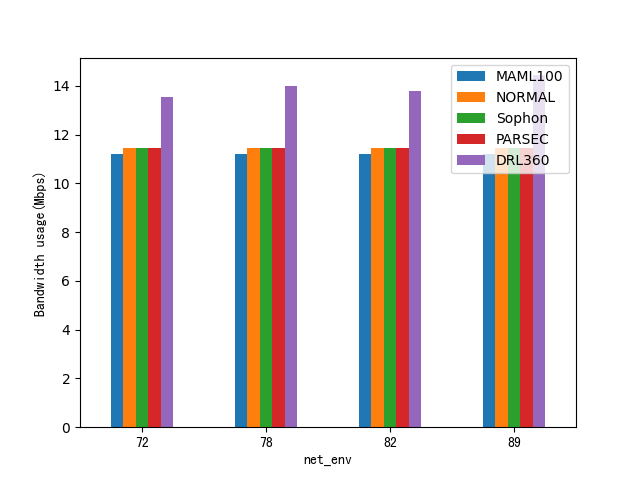 MAML100
NORMAL
Sophon
PARSEC
DRL360
14
12
10
8
6
4
2
0
Bandwidth usage(Mbps)
72
78
82
89
net_env